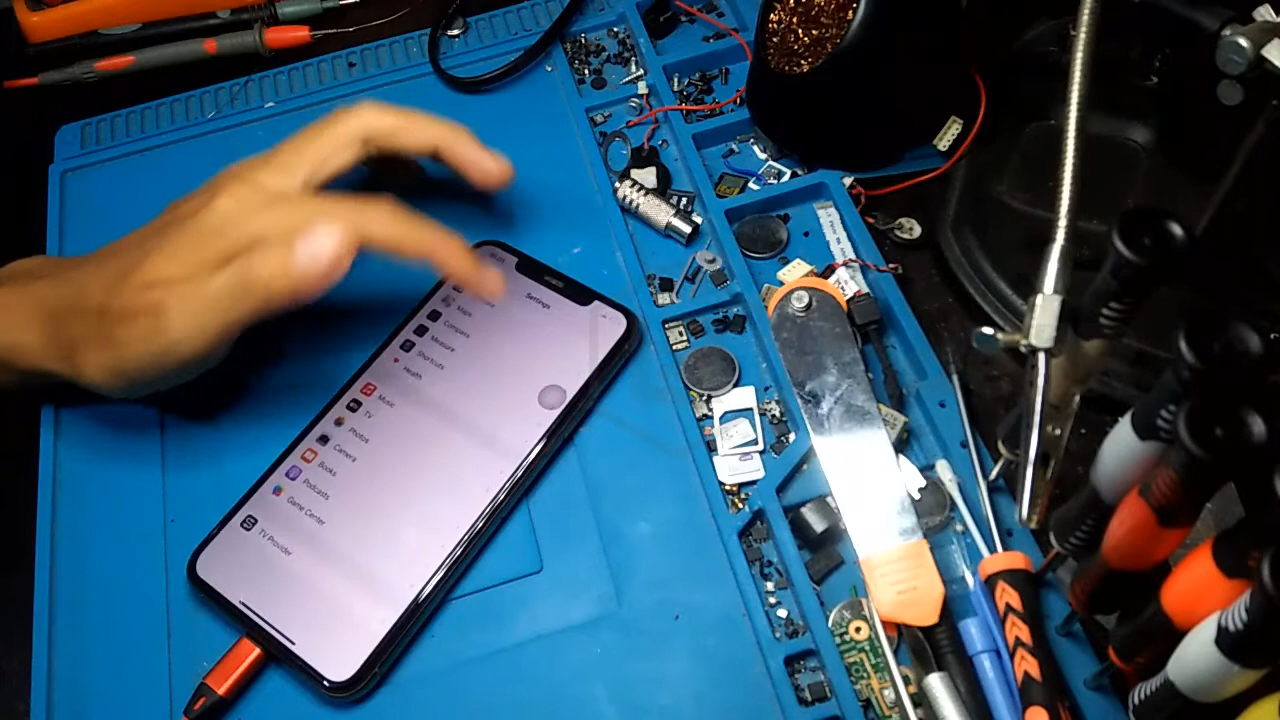 Settings
Maps
Compass
Measure
Shortcuts
Health
Music
TV
Photos
Camera
Books
Podcasts
Game Center
TV Provider